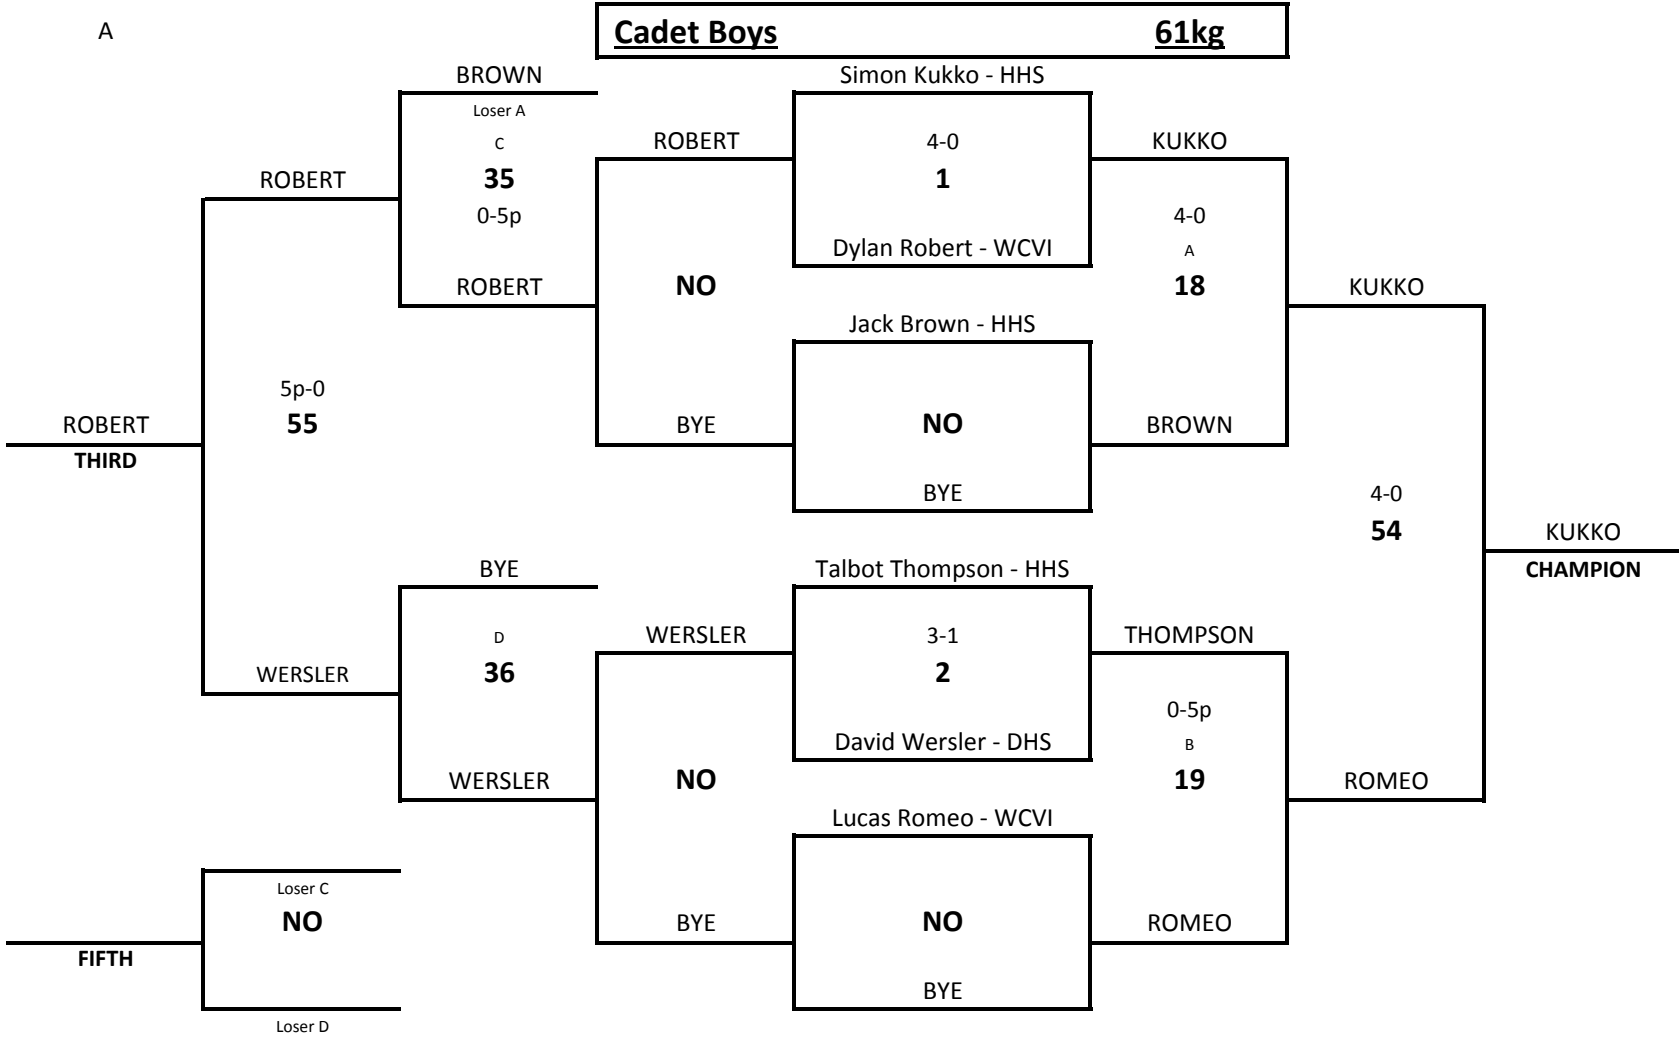 A
Cadet Boys 61kg
BROWN
Simon Kukko - HHS
Loser A
C
ROBERT
4-0
KUKKO
ROBERT
35
1
0-5p
4-0
Dylan Robert - WCVI
A
ROBERT
NO
18
KUKKO
Jack Brown - HHS
5p-0
ROBERT
55
BYE
NO
BROWN
THIRD
BYE
4-0
54
KUKKO
BYE
Talbot Thompson - HHS
CHAMPION
D
WERSLER
3-1
THOMPSON
WERSLER
36
2
0-5p
David Wersler - DHS
B
WERSLER
NO
19
ROMEO
Lucas Romeo - WCVI
Loser C
NO
BYE
NO
ROMEO
FIFTH
BYE
Loser D